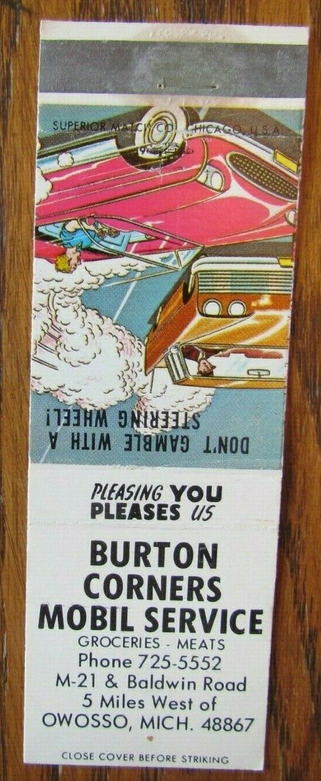 SUPERIOR MATCH CO. CHICAGO, U.S.A.
DON'T GAMBLE WITH A
STEERING WHEEL!
PLEASING YOU
PLEASES US
BURTON
CORNERS
MOBIL SERVICE
GROCERIES - MEATS
Phone 725-5552
M-21 & Baldwin Road
5 Miles West of
OWOSSO, MICH. 48867
CLOSE COVER BEFORE STRIKING